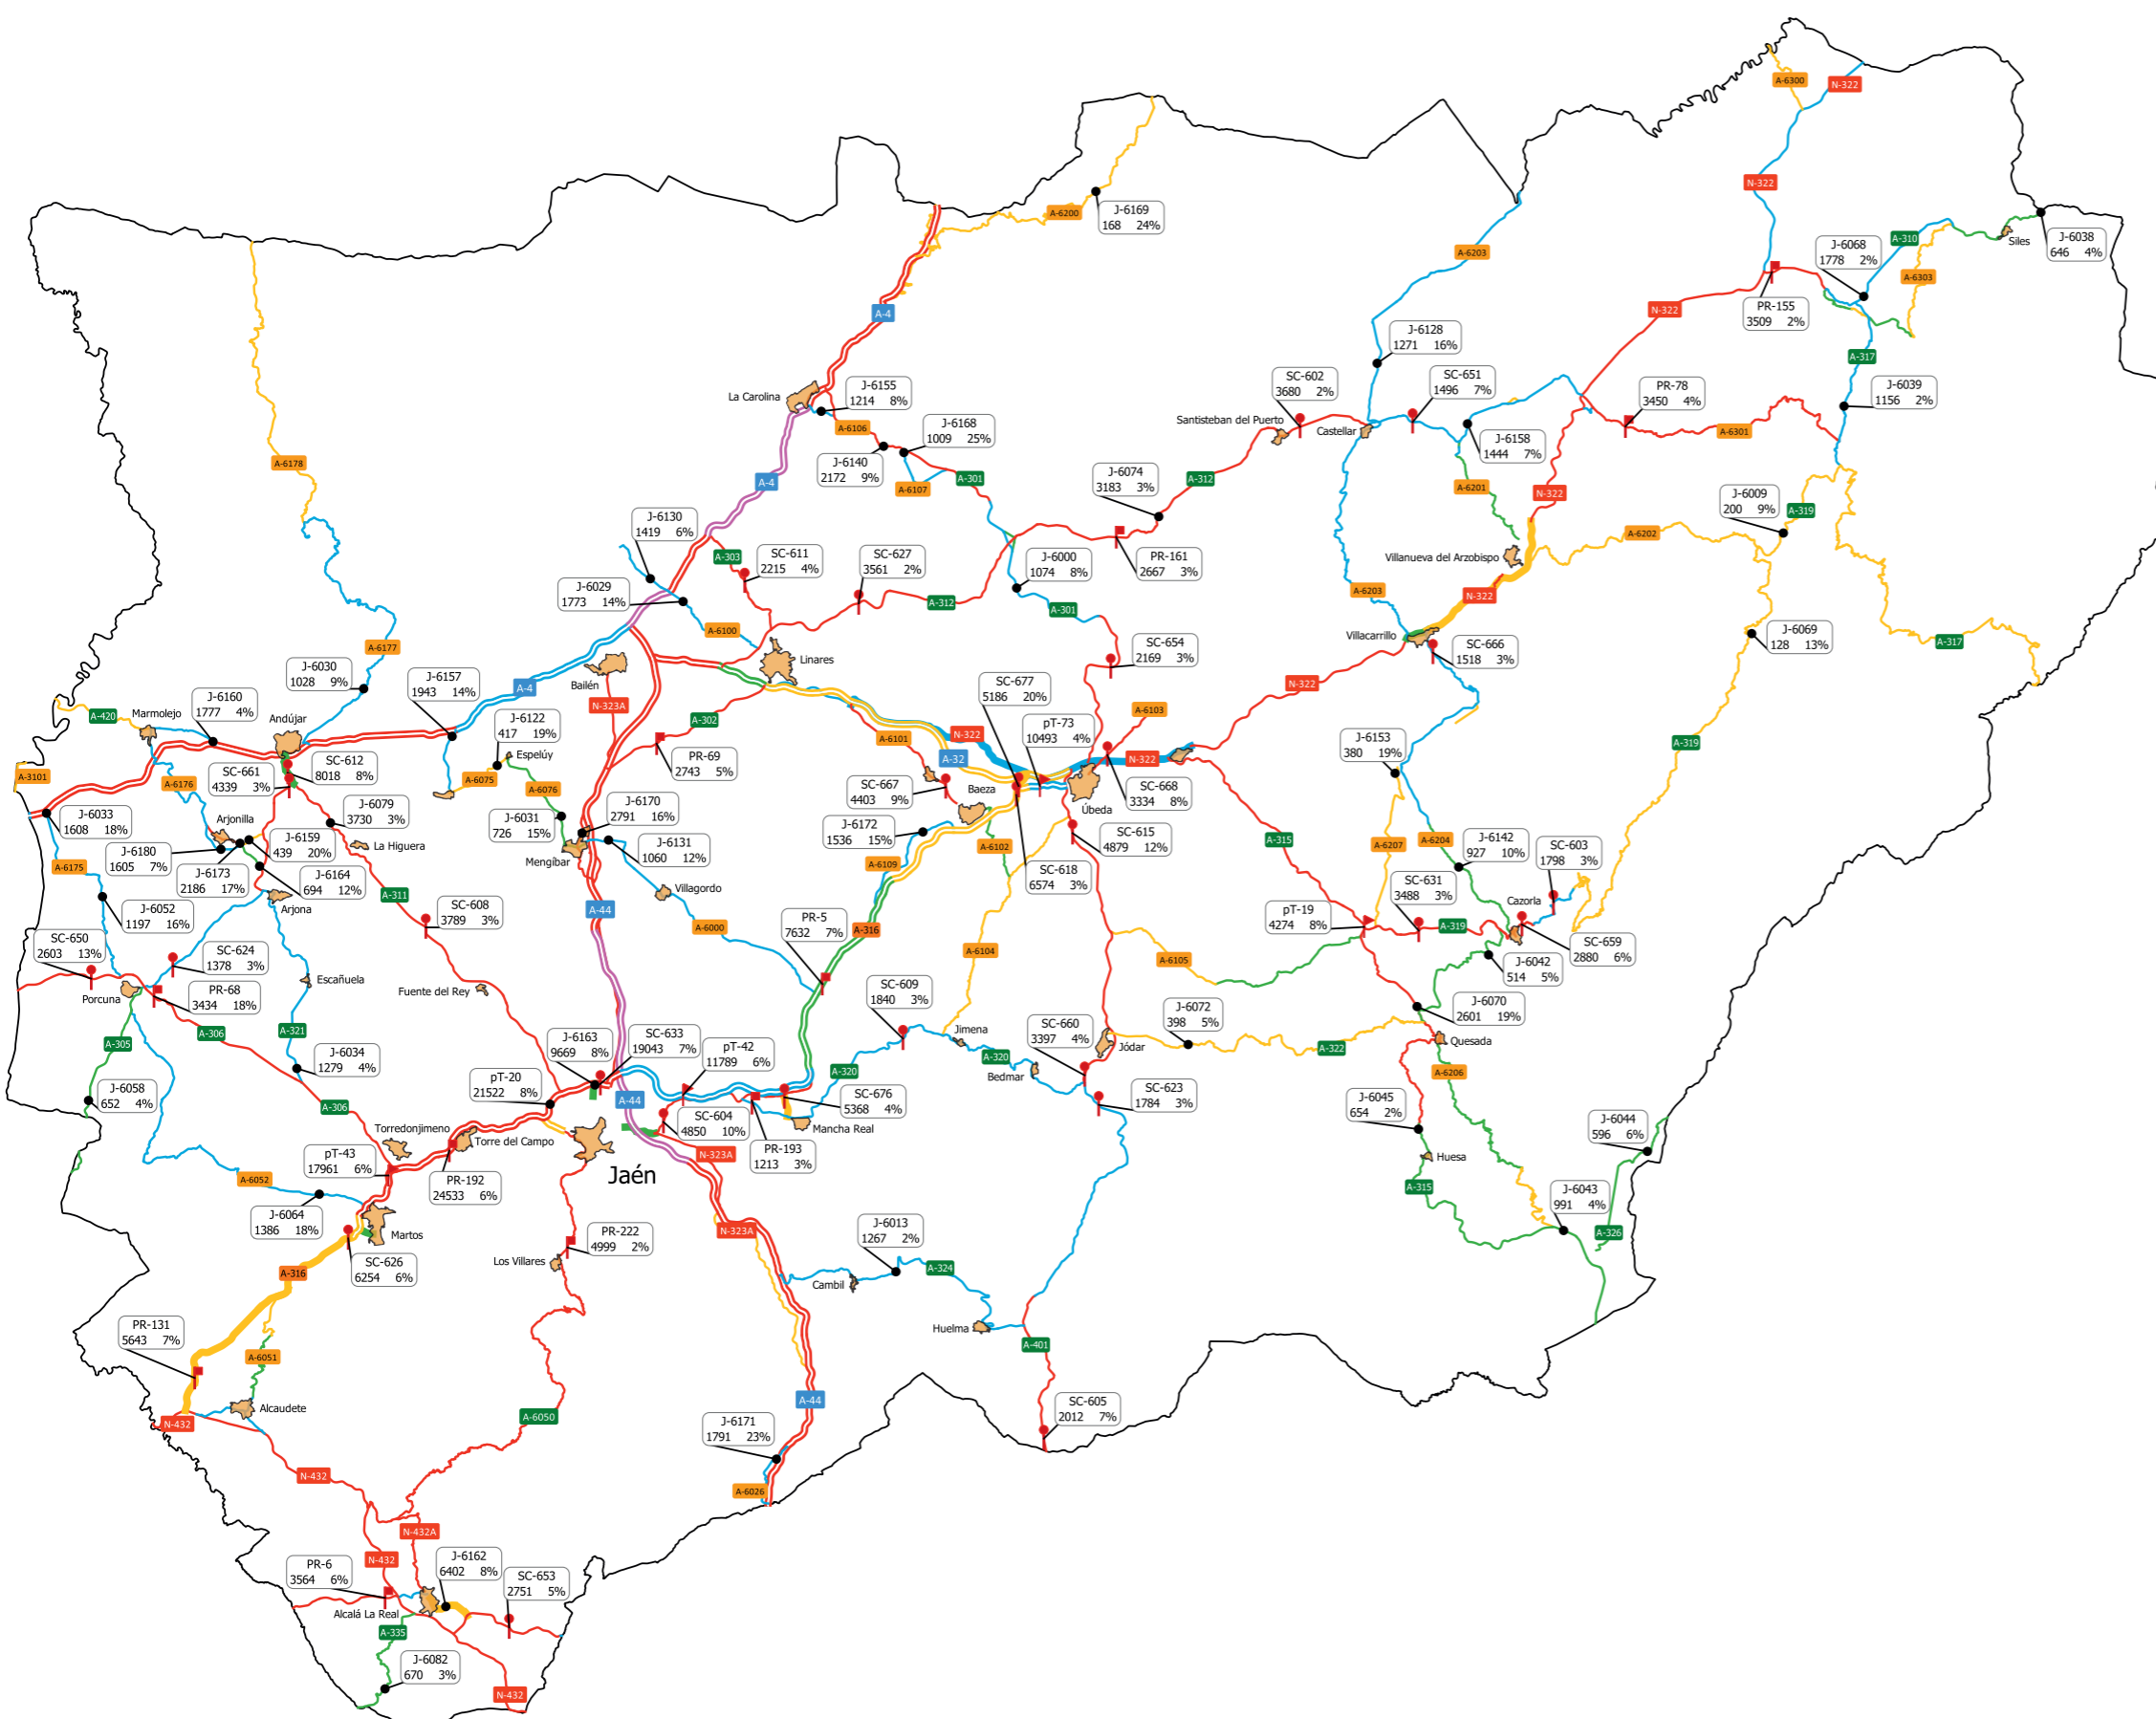 A-6300
N-322
N-322
J-6169
168 24%
A-6200
A-6203
A-310
Siles
J-6038
646 4%
J-6068
1778 2%
A-6303
PR-155
3509 2%
N-322
A-4
J-6128
1271 16%
A-317
SC-602
3680 2%
SC-651
1496 7%
PR-78
3450 4%
J-6039
1156 2%
La Carolina
J-6155
1214 8%
A-6106
J-6168
1009 25%
Santisteban del Puerto
Castellar
A-6301
J-6158
1444 7%
A-6178
J-6140
2172 9%
A-4
A-6107
A-301
J-6074
3183 3%
A-312
A-6201
N-322
J-6009
200 9%
A-319
J-6130
1419 6%
A-303
SC-611
2215 4%
SC-627
3561 2%
PR-161
2667 3%
A-6202
Villanueva del Arzobispo
J-6029
1773 14%
J-6000
1074 8%
A-312
A-301
A-6203
N-322
A-6100
Villacarrillo
J-6069
128 13%
A-317
A-6177
J-6030
1028 9%
Linares
SC-654
2169 3%
SC-666
1518 3%
J-6157
1943 14%
A-4
Bailén
N-323A
SC-677
5186 20%
N-322
J-6160
1777 4%
Marmolejo
A-420
Andújar
A-302
A-6103
pT-73
10493 4%
J-6122
417 19%
Espelúy
A-6101
N-322
A-32
N-322
J-6153
380 19%
A-319
PR-69
2743 5%
A-3101
SC-612
8018 8%
SC-661
4339 3%
A-6176
A-6075
A-6076
SC-667
4403 9%
Baeza
Úbeda
SC-668
3334 8%
J-6033
1608 18%
J-6079
3730 3%
J-6170
2791 16%
J-6031
726 15%
J-6172
1536 15%
Arjonilla
J-6159
439 20%
La Higuera
SC-615
4879 12%
A-315
A-6207
A-6204
J-6142
927 10%
SC-603
1798 3%
J-6180
1605 7%
Mengíbar
J-6131
1060 12%
A-6102
A-6175
J-6173
2186 17%
J-6164
694 12%
A-6109
SC-618
6574 3%
Villagordo
A-311
Arjona
SC-631
3488 3%
J-6052
1197 16%
SC-608
3789 3%
A-44
PR-5
7632 7%
A-316
pT-19
4274 8%
A-319
Cazorla
A-6000
SC-650
2603 13%
SC-624
1378 3%
A-6104
A-6105
SC-659
2880 6%
J-6042
514 5%
Escañuela
Fuente del Rey
Porcuna
PR-68
3434 18%
SC-609
1840 3%
J-6072
398 5%
J-6070
2601 19%
A-306
A-321
J-6163
9669 8%
SC-633
19043 7%
pT-42
11789 6%
Jimena
SC-660
3397 4%
Jódar
A-322
Quesada
A-305
J-6034
1279 4%
A-320
A-320
Bedmar
pT-20
21522 8%
A-6206
J-6058
652 4%
A-306
A-44
SC-676
5368 4%
SC-623
1784 3%
J-6045
654 2%
J-6044
596 6%
SC-604
4850 10%
Mancha Real
Torredonjimeno
Torre del Campo
PR-193
1213 3%
N-323A
Jaén
pT-43
17961 6%
PR-192
24533 6%
Huesa
A-6052
A-315
J-6043
991 4%
J-6064
1386 18%
Martos
N-323A
A-326
PR-222
4999 2%
J-6013
1267 2%
SC-626
6254 6%
Los Villares
A-316
Cambil
A-324
PR-131
5643 7%
Huelma
A-401
A-6051
A-44
Alcaudete
N-432
A-6050
SC-605
2012 7%
J-6171
1791 23%
N-432
A-6026
N-432A
N-432
J-6162
6402 8%
PR-6
3564 6%
SC-653
2751 5%
Alcalá La Real
A-335
J-6082
670 3%
N-432